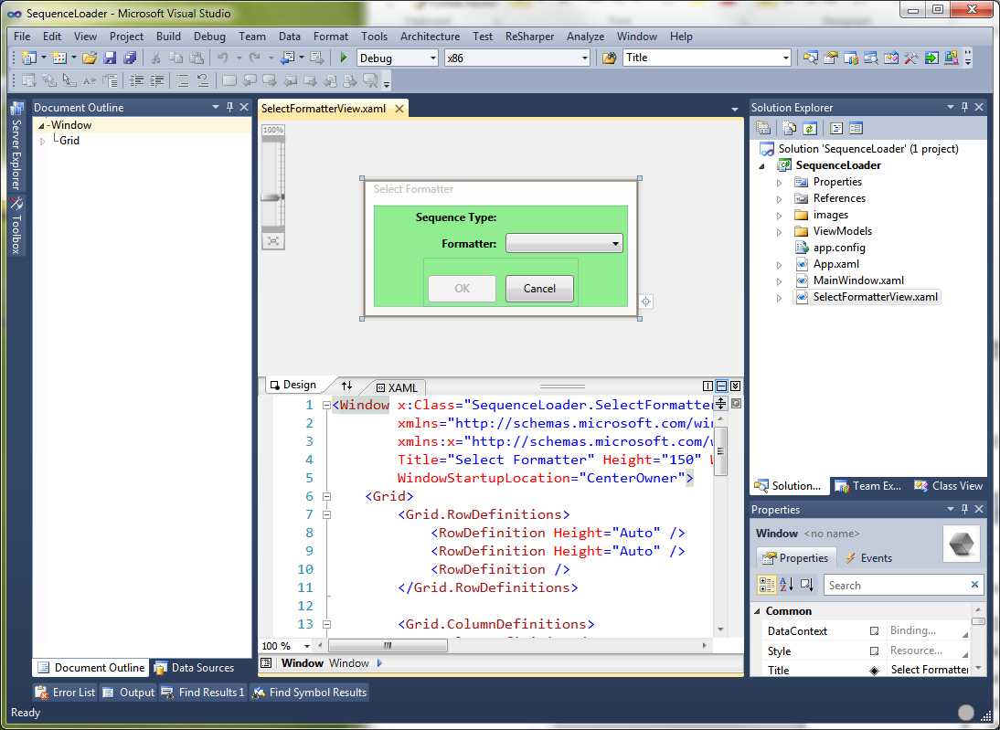 SequenceLoader - Microsoft Visual Studio
File Edit View Project Build Debug Team Data Format Tools Architecture Test ReSharper Analyze Window Help
Debug x86 Title
Server Explorer
Toolbox
Document Outline
Window
Grid
Document Outline Data Sources
SelectFormatterView.xaml
100%
Select Formatter
Sequence Type:
Formatter:
OK Cancel
Design XAML
1 <Window x:Class="SequenceLoader.SelectFormatter
2 xmlns="http://schemas.microsoft.com/win
3 xmlns:x="http://schemas.microsoft.com/w
4 Title="Select Formatter" Height="150" W
5 WindowStartupLocation="CenterOwner">
6 <Grid>
7 <Grid.RowDefinitions>
8 <RowDefinition Height="Auto" />
9 <RowDefinition Height="Auto" />
10 <RowDefinition />
11 </Grid.RowDefinitions>
12
13 <Grid.ColumnDefinitions>
100 %
Window Window
Solution Explorer
Solution 'SequenceLoader' (1 project)
SequenceLoader
Properties
References
images
ViewModels
app.config
App.xaml
MainWindow.xaml
SelectFormatterView.xaml
Solution... Team Ex... Class View
Properties
Window <no name>
Properties Events
Search
Common
DataContext Binding...
Style Resource...
Title Select Formatter
Error List Output Find Results 1 Find Symbol Results
Ready